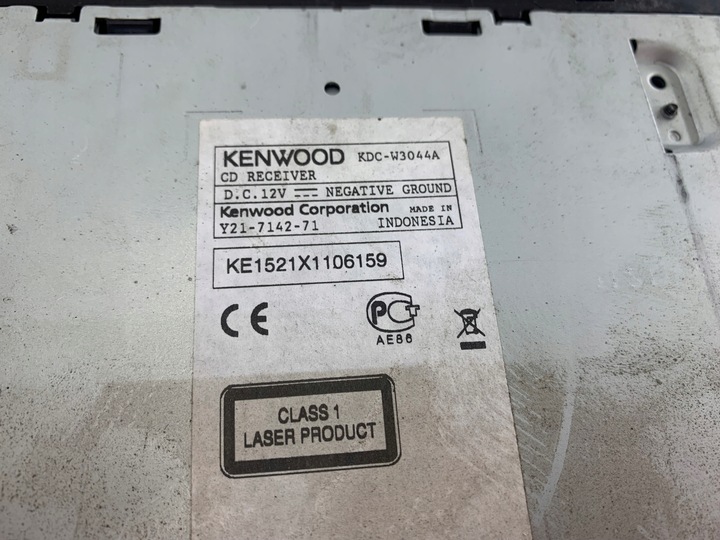 KENWOOD KDC-W3044A
CD RECEIVER
D.C.12V NEGATIVE GROUND
Kenwood Corporation MADE IN
Y21-7142-71 INDONESIA
KE1521X1106159
CE
PCT
AE86
CLASS 1
LASER PRODUCT